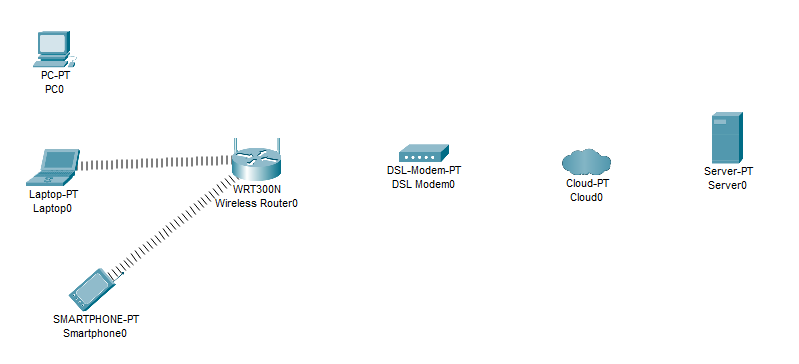 PC-PT
PC0
Laptop-PT
Laptop0
SMARTPHONE-PT
Smartphone0
WRT300N
Wireless Router0
DSL-Modem-PT
DSL Modem0
Cloud-PT
Cloud0
Server-PT
Server0